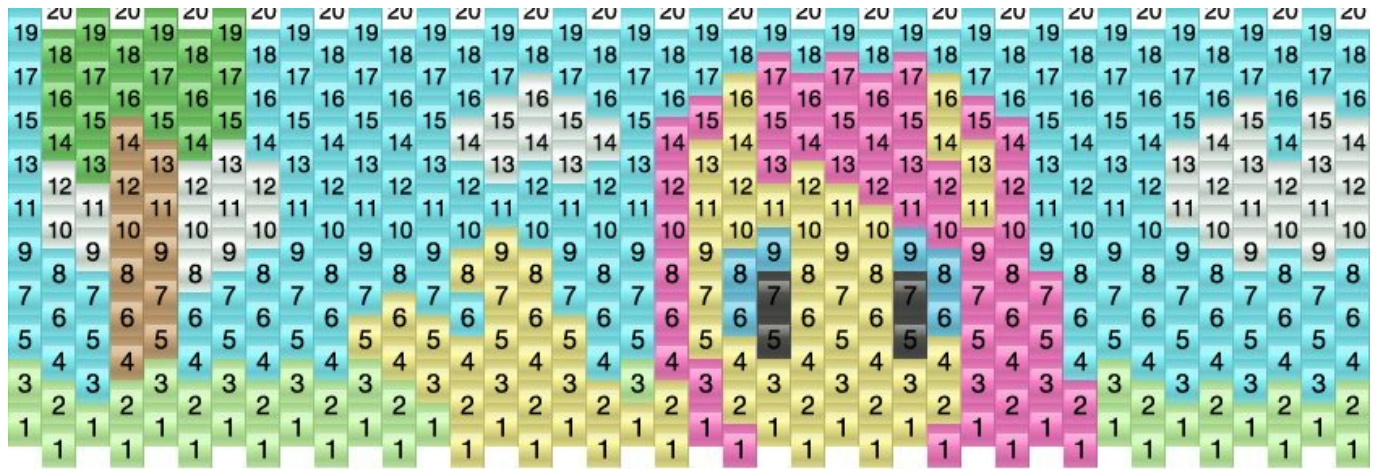 20 20 20 20 20 20 20 20 20 20 20 20 20 20 20 20 20 20 20 20
19 19 19 19 19 19 19 19 19 19 19 19 19 19 19 19 19 19 19 19
18 18 18 18 18 18 18 18 18 18 18 18 18 18 18 18 18 18 18 18
17 17 17 17 17 17 17 17 17 17 17 17 17 17 17 17 17 17 17 17
16 16 16 16 16 16 16 16 16 16 16 16 16 16 16 16 16 16 16 16
15 15 15 15 15 15 15 15 15 15 15 15 15 15 15 15 15 15 15 15
14 14 14 14 14 14 14 14 14 14 14 14 14 14 14 14 14 14 14 14
13 13 13 13 13 13 13 13 13 13 13 13 13 13 13 13 13 13 13 13
12 12 12 12 12 12 12 12 12 12 12 12 12 12 12 12 12 12 12 12
11 11 11 11 11 11 11 11 11 11 11 11 11 11 11 11 11 11 11 11
10 10 10 10 10 10 10 10 10 10 10 10 10 10 10 10 10 10 10 10
9 9 9 9 9 9 9 9 9 9 9 9 9 9 9 9 9 9 9 9
8 8 8 8 8 8 8 8 8 8 8 8 8 8 8 8 8 8 8 8
7 7 7 7 7 7 7 7 7 7 7 7 7 7 7 7 7 7 7 7
6 6 6 6 6 6 6 6 6 6 6 6 6 6 6 6 6 6 6 6
5 5 5 5 5 5 5 5 5 5 5 5 5 5 5 5 5 5 5 5
4 4 4 4 4 4 4 4 4 4 4 4 4 4 4 4 4 4 4 4
3 3 3 3 3 3 3 3 3 3 3 3 3 3 3 3 3 3 3 3
2 2 2 2 2 2 2 2 2 2 2 2 2 2 2 2 2 2 2 2
1 1 1 1 1 1 1 1 1 1 1 1 1 1 1 1 1 1 1 1
1 1 1 1 1 1 1 1 1 1 1 1 1 1 1 1 1 1 1 1